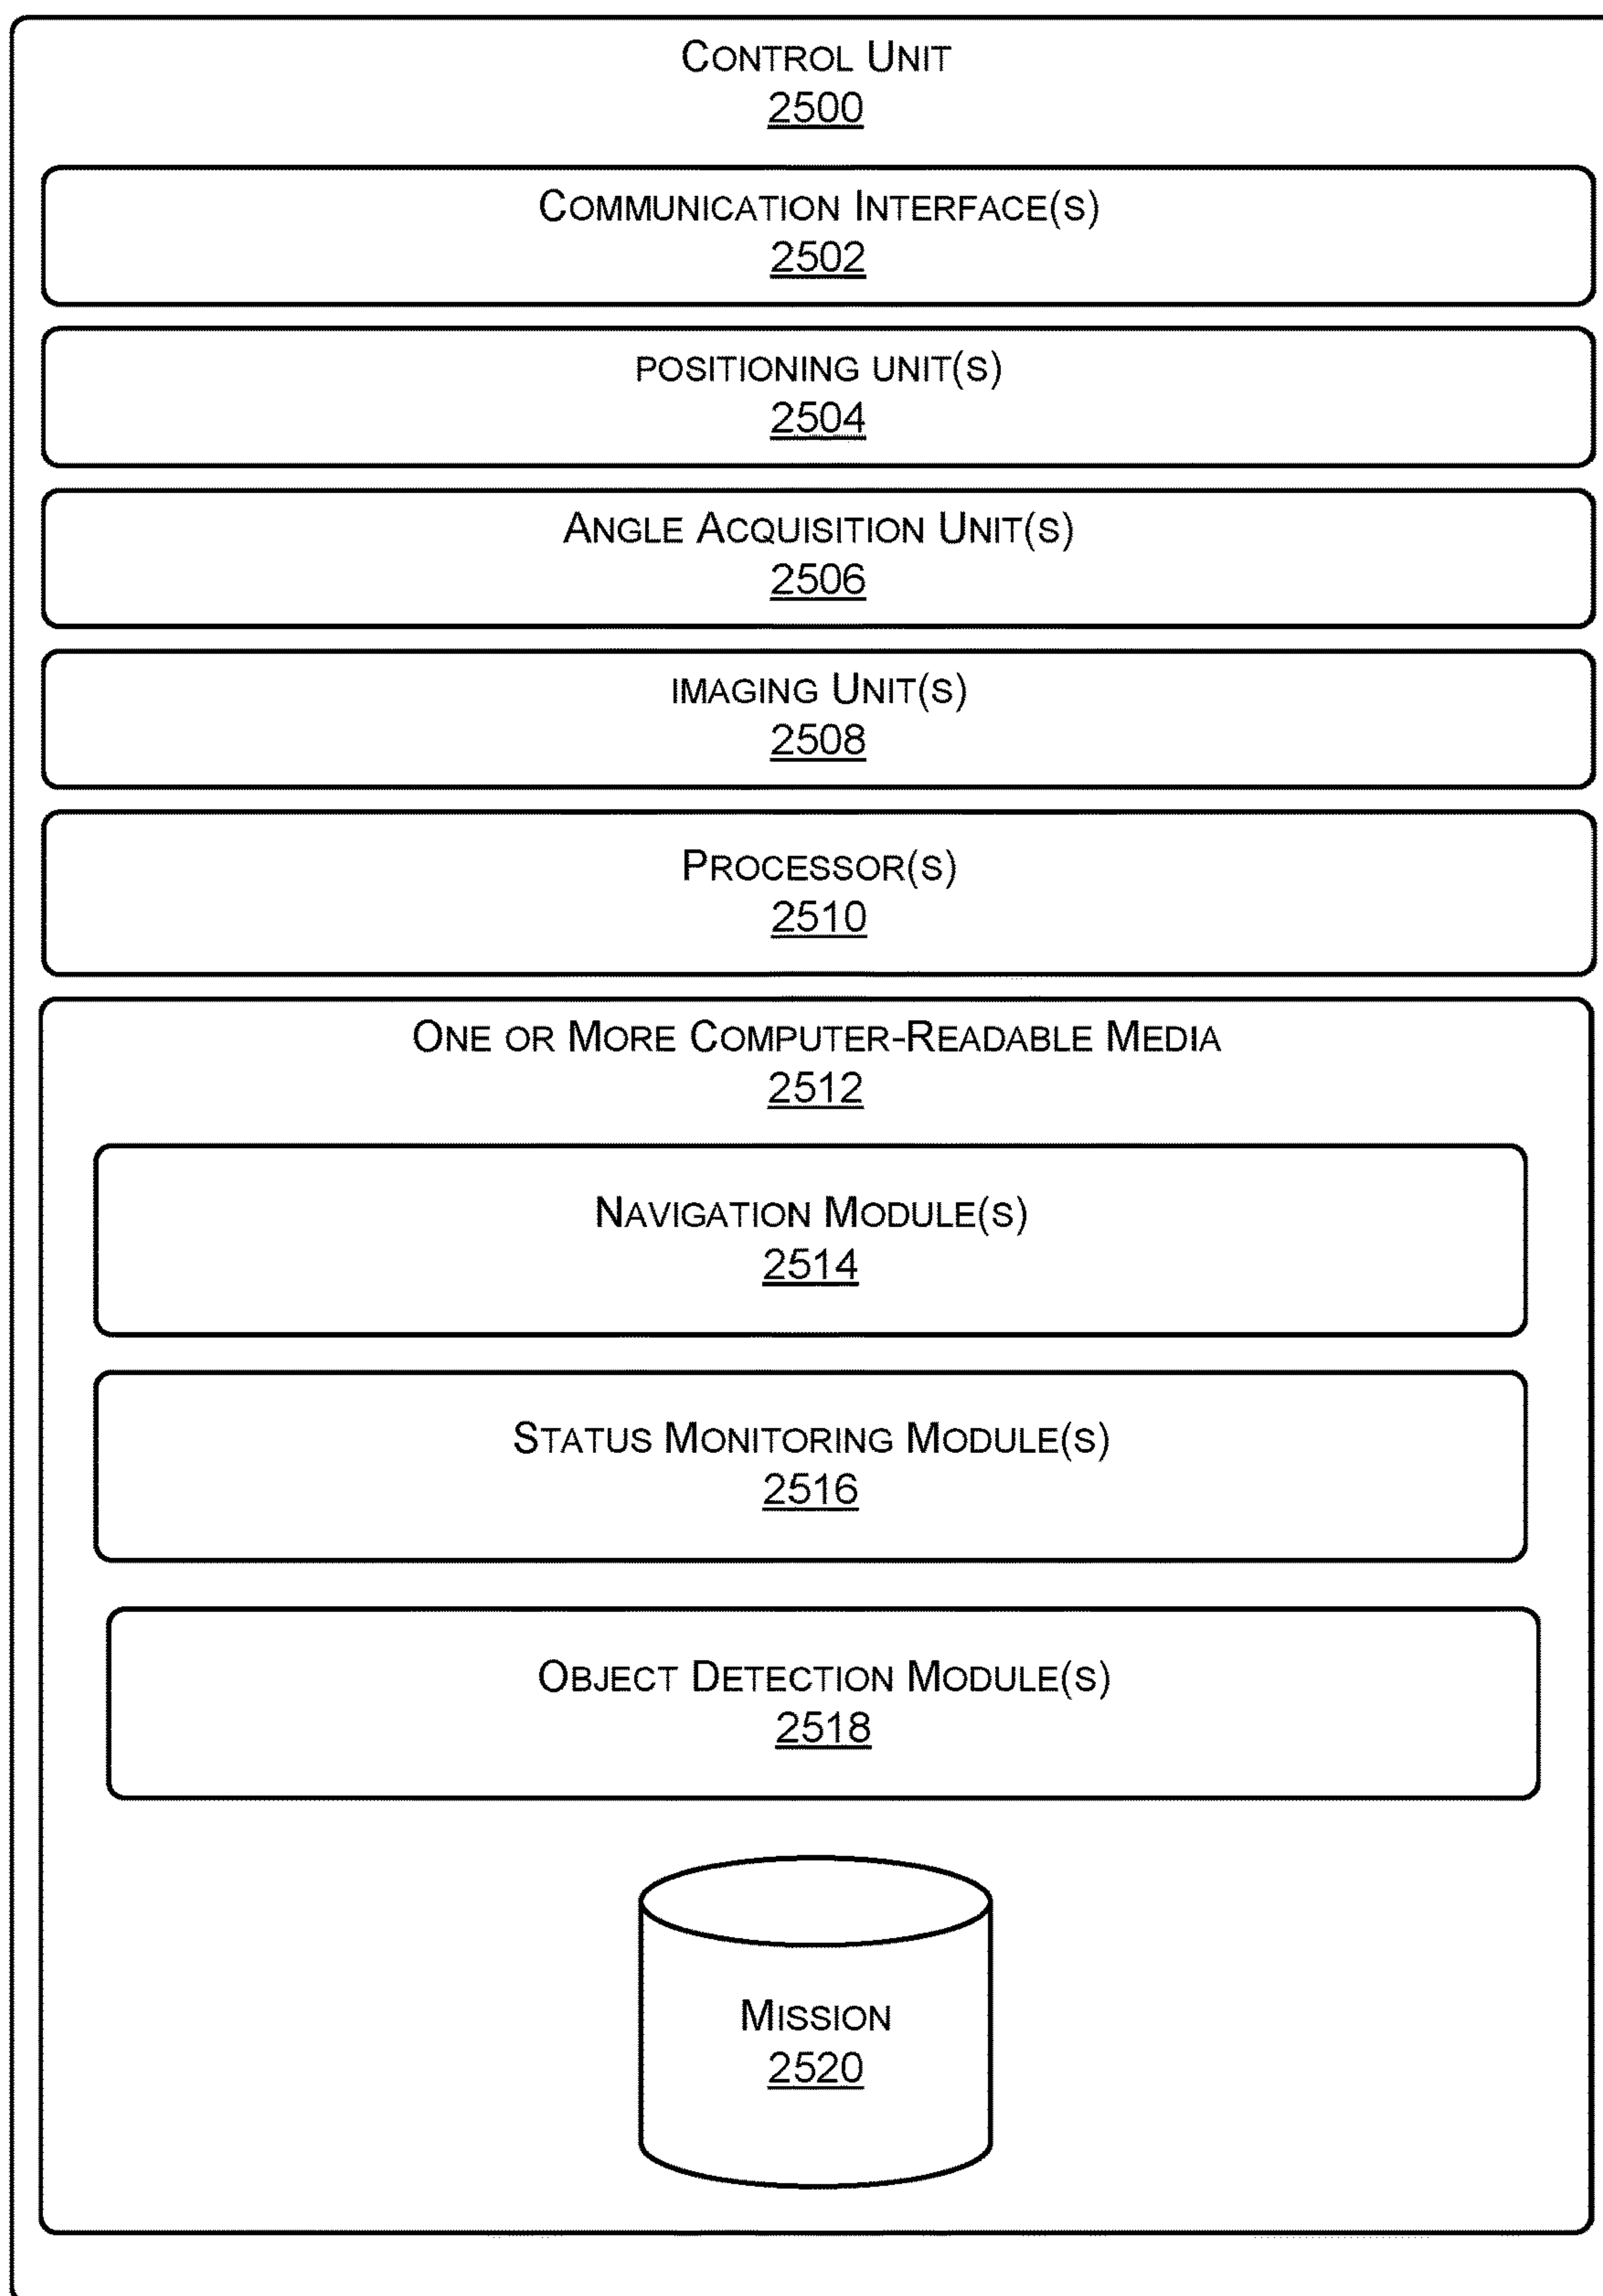 CONTROL UNIT
2500
COMMUNICATION INTERFACE(S)
2502
POSITIONING UNIT(S)
2504
ANGLE ACQUISITION UNIT(S)
2506
IMAGING UNIT(S)
2508
PROCESSOR(S)
2510
ONE OR MORE COMPUTER-READABLE MEDIA
2512
NAVIGATION MODULE(S)
2514
STATUS MONITORING MODULE(S)
2516
OBJECT DETECTION MODULE(S)
2518
MISSION
2520